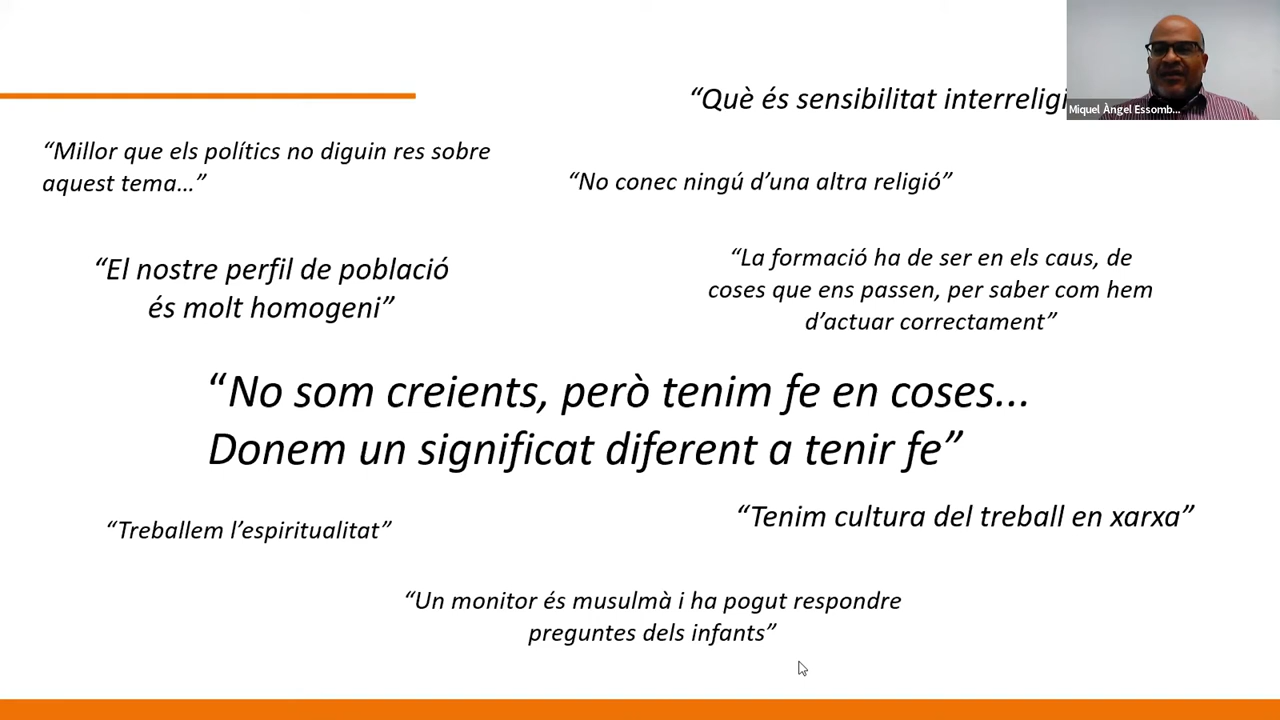 “Què és sensibilitat interreligi
Miquel Àngel Essomb...
“Millor que els polítics no diguin res sobre
aquest tema…”
“No conec ningú d’una altra religió”
“El nostre perfil de població
és molt homogeni”
“La formació ha de ser en els caus, de
coses que ens passen, per saber com hem
d’actuar correctament”
“No som creients, però tenim fe en coses...
Donem un significat diferent a tenir fe”
“Treballem l’espiritualitat”
“Tenim cultura del treball en xarxa”
“Un monitor és musulmà i ha pogut respondre
preguntes dels infants”